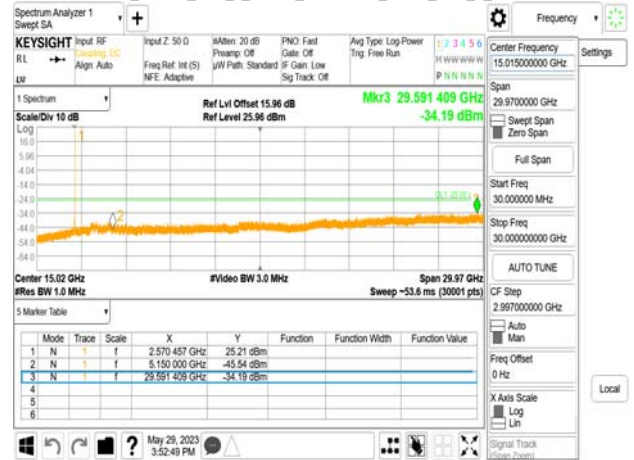 Spectrum Analyzer 1
Swept SA
Frequency
KEYSIGHT
RL
Input: RF
Coupling: DC
Align: Auto
Input Z: 50 Ω
Freq Ref: Int (S)
NFE: Adaptive
#Atten: 20 dB
Preamp: Off
µW Path: Standard
PNO: Fast
Gate: Off
IF Gain: Low
Sig Track: Off
Avg Type: Log-Power
Trig: Free Run
1 2 3 4 5 6
M W W W W W
P N N N N N
Center Frequency
15.015000000 GHz
Settings
Span
29.9700000 GHz
Swept Span
Zero Span
Full Span
Start Freq
30.000000 MHz
Stop Freq
30.000000000 GHz
AUTO TUNE
CF Step
2.997000000 GHz
Auto
Man
Freq Offset
0 Hz
X Axis Scale
Log
Lin
Local
Signal Track
(Span Zoom)
LXI
1 Spectrum
Scale/Div 10 dB
Ref Lvl Offset 15.96 dB
Ref Level 25.96 dBm
Mkr3 29.591 409 GHz
-34.19 dBm
Log
16.0
5.96
-4.04
-14.0
-24.0
-34.0
-44.0
-54.0
-64.0
1
2
Center 15.02 GHz
#Res BW 1.0 MHz
#Video BW 3.0 MHz
Span 29.97 GHz
Sweep ~53.6 ms (30001 pts)
5 Marker Table
Mode Trace Scale X Y Function Function Width Function Value
1 N 1 f 2.570 457 GHz 25.21 dBm
2 N 1 f 5.150 000 GHz -45.54 dBm
3 N 1 f 29.591 409 GHz -34.19 dBm
4
5
6
?
May 29, 2023
3:52:49 PM